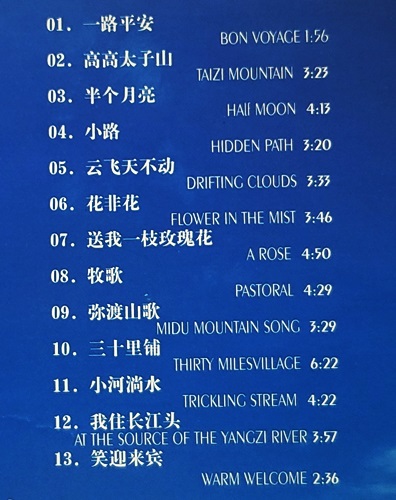 01. 一路平安
BON VOYAGE 1:56
02. 高高太子山
TAIZI MOUNTAIN 3:23
03. 半个月亮
HAlf MOON 4:13
04. 小路
HIDDEN PATH 3:20
05. 云飞天不动
DRIFTING CLOUDS 3:33
06. 花非花
FLOWER IN THE MIST 3:46
07. 送我一枝玫瑰花
A ROSE 4:50
08. 牧歌
PASTORAL 4:29
09. 弥渡山歌
MIDU MOUNTAIN SONG 3:29
10. 三十里铺
THIRTY MILESVILLAGE 6:22
11. 小河淌水
TRICKLING STREAM 4:22
12. 我住长江头
AT THE SOURCE OF THE YANGZI RIVER 3:57
13. 笑迎来宾
WARM WELCOME 2:36